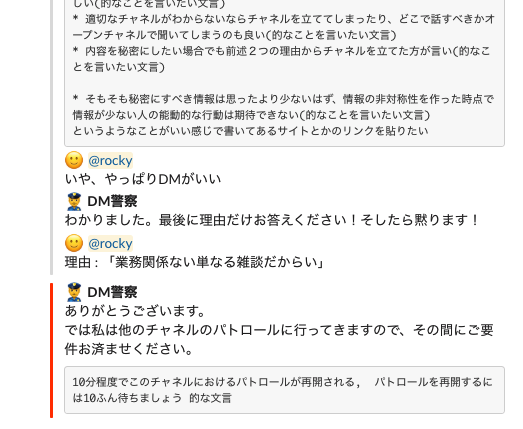 しい(的なことを言いたい文言)
* 適切なチャネルがわからないならチャネルを立ててしまったり、どこで話すべきかオ
ープンチャネルで聞いてしまうのも良い(的なことを言いたい文言)
* 内容を秘密にしたい場合でも前述２つの理由からチャネルを立てた方が言い(的なこ
とを言いたい文言)
* そもそも秘密にすべき情報は思ったより少ないはず、情報の非対称性を作った時点で
情報が少ない人の能動的な行動は期待できない(的なことを言いたい文言)
というようなことがいい感じで書いてあるサイトとかのリンクを貼りたい
@rocky
いや、やっぱりDMがいい
DM警察
わかりました。最後に理由だけお答えください！そしたら黙ります！
@rocky
理由：「業務関係ない単なる雑談だからい」
DM警察
ありがとうございます。
では私は他のチャネルのパトロールに行ってきますので、その間にご要
件お済ませください。
10分程度でこのチャネルにおけるパトロールが再開される, パトロールを再開するに
は10ふん待ちましょう 的な文言